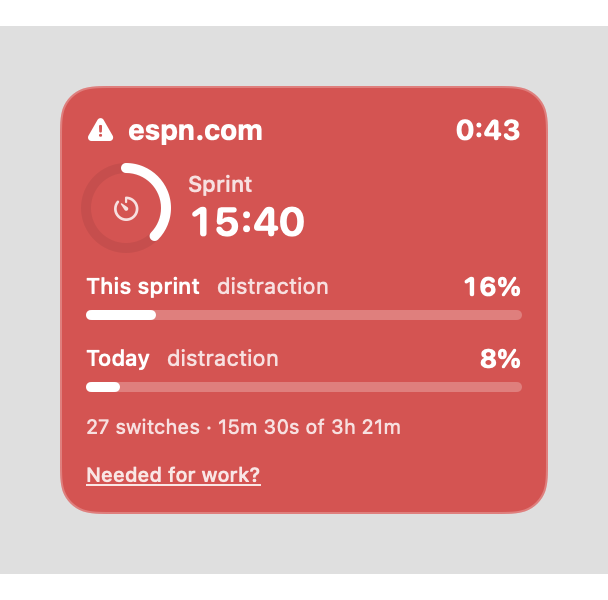 espn.com 0:43
Sprint
15:40
This sprint distraction 16%
Today distraction 8%
27 switches · 15m 30s of 3h 21m
Needed for work?